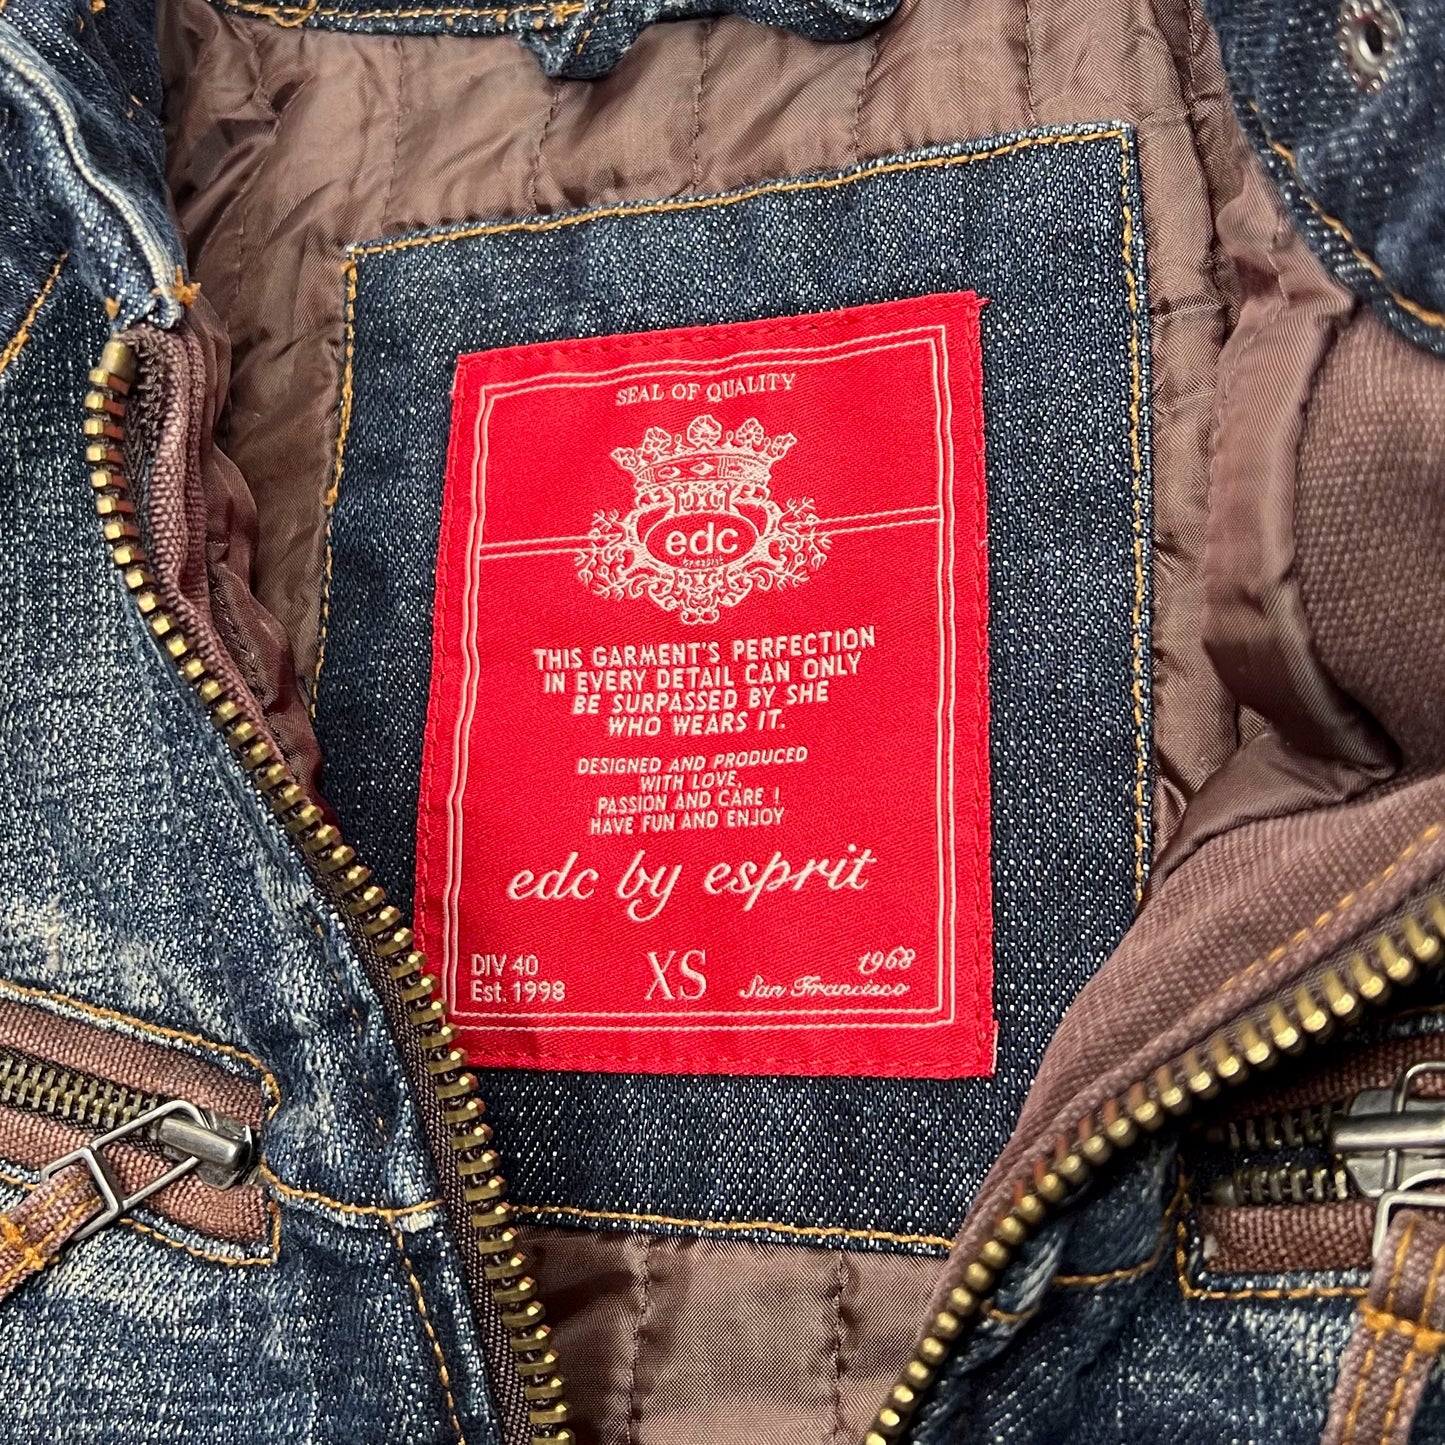 SEAL OF QUALITY
edc
BY ESPRIT
THIS GARMENT'S PERFECTION
IN EVERY DETAIL CAN ONLY
BE SURPASSED BY SHE
WHO WEARS IT.
DESIGNED AND PRODUCED
WITH LOVE,
PASSION AND CARE !
HAVE FUN AND ENJOY
edc by esprit
DIV 40
Est. 1998
XS
1968
San Francisco